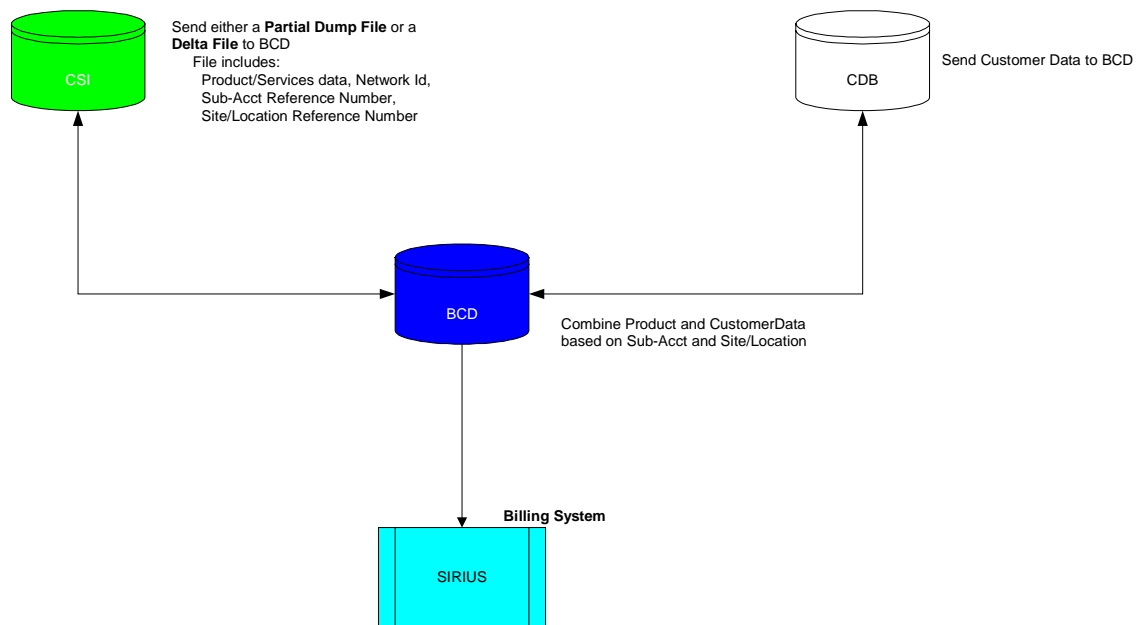 Send either a Partial Dump File or a
Delta File to BCD
File includes:
Product/Services data, Network Id,
Sub-Acct Reference Number,
Site/Location Reference Number
CSI
CDB
Send Customer Data to BCD
BCD
Combine Product and CustomerData
based on Sub-Acct and Site/Location
Billing System
SIRIUS